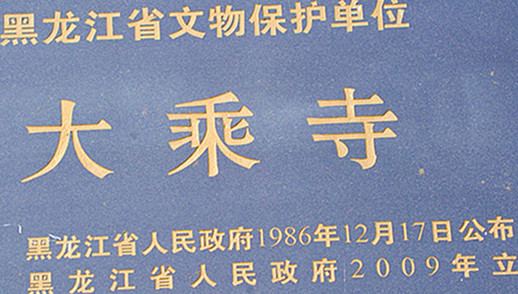 黑龙江省文物保护单位
大乘寺
黑龙江省人民政府1986年12月17日公布
黑龙江省人民政府2009年立